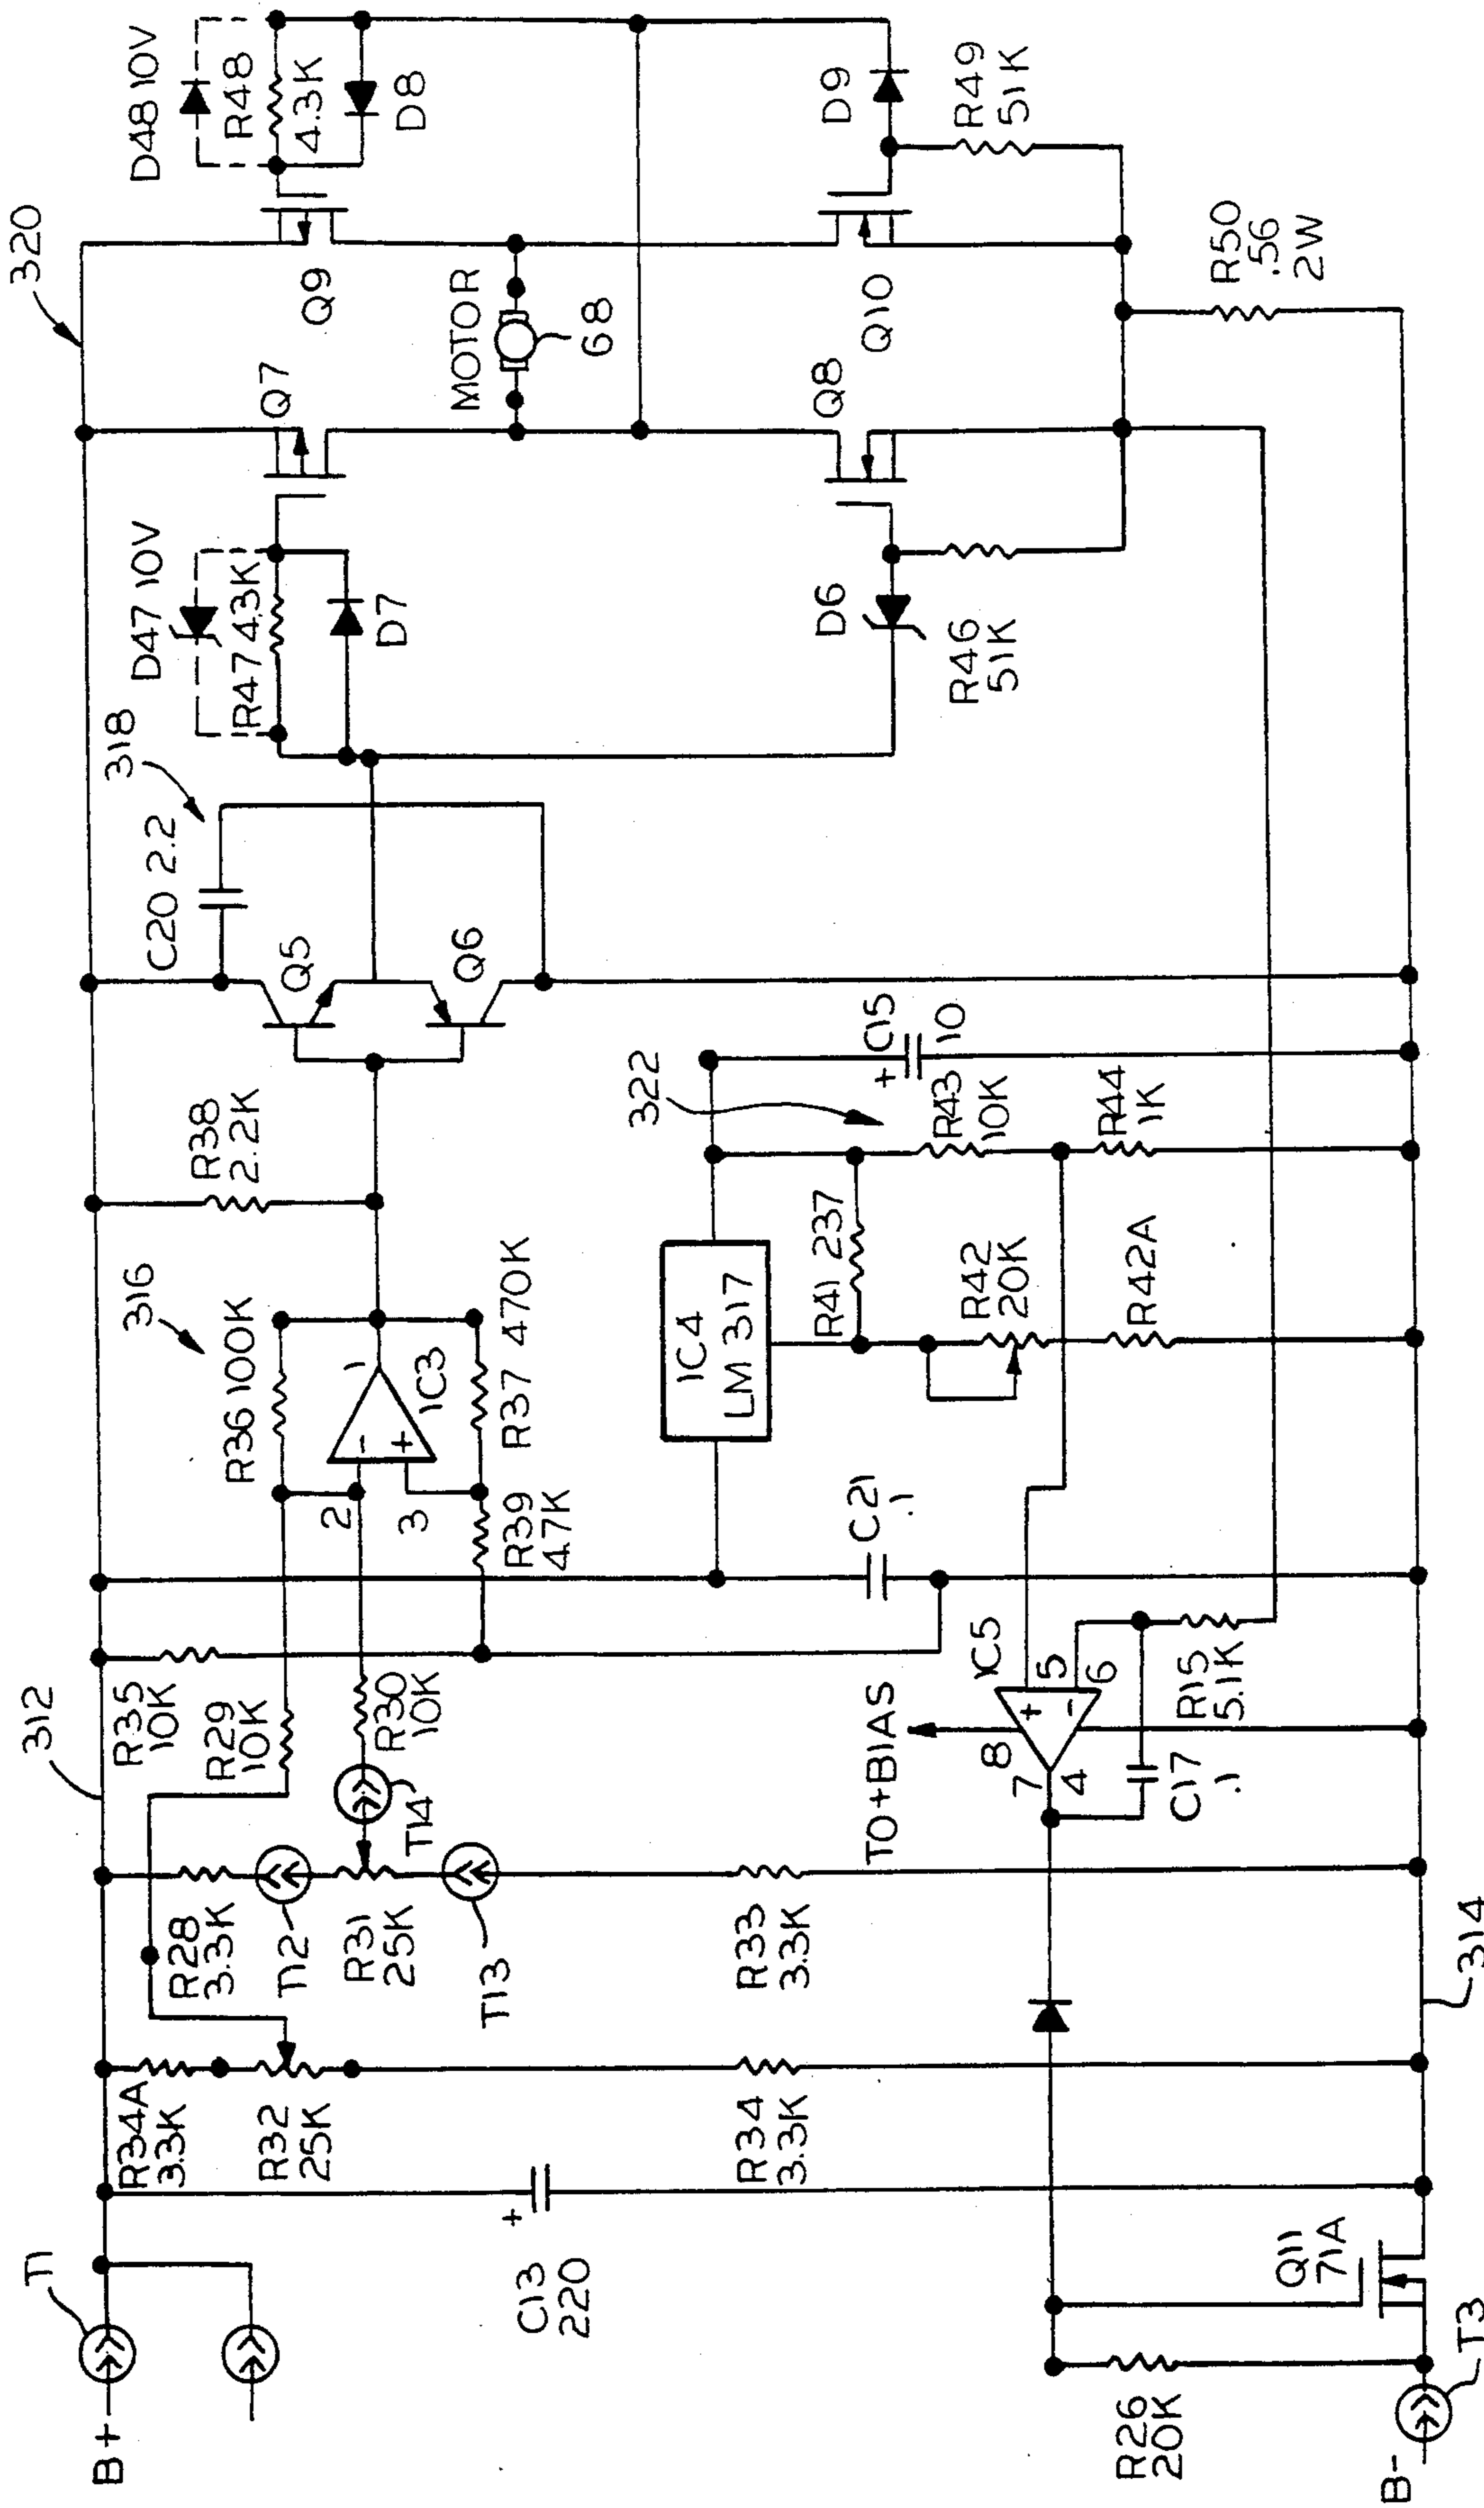 B+
T1
C13
220
+
R34A
3.3K
R32
25K
R34
3.3K
R26
20K
Q11
71A
T3
B-
312
R28
3.3K
T12
R31
25K
T13
T14
R33
3.3K
314
R35
10K
R29
10K
R30
10K
TO+BIAS
IC5
8
7
4
5
6
+
-
R15
5.1K
C17
.1
316
R36 100K
2
3
-
+
1
IC3
R37 470K
R39
4.7K
C21
.1
R38
2.2K
IC4
LM 317
R41 237
R42
20K
R42A
322
R43
10K
R44
1K
C15
+
10
318
C20 2.2
Q5
Q6
D47 10V
R47 4.3K
D7
D6
R46
51K
320
Q7
Q9
MOTOR
68
Q8
Q10
D48 10V
R48
4.3K
D8
D9
R49
51K
R50
.56
2W